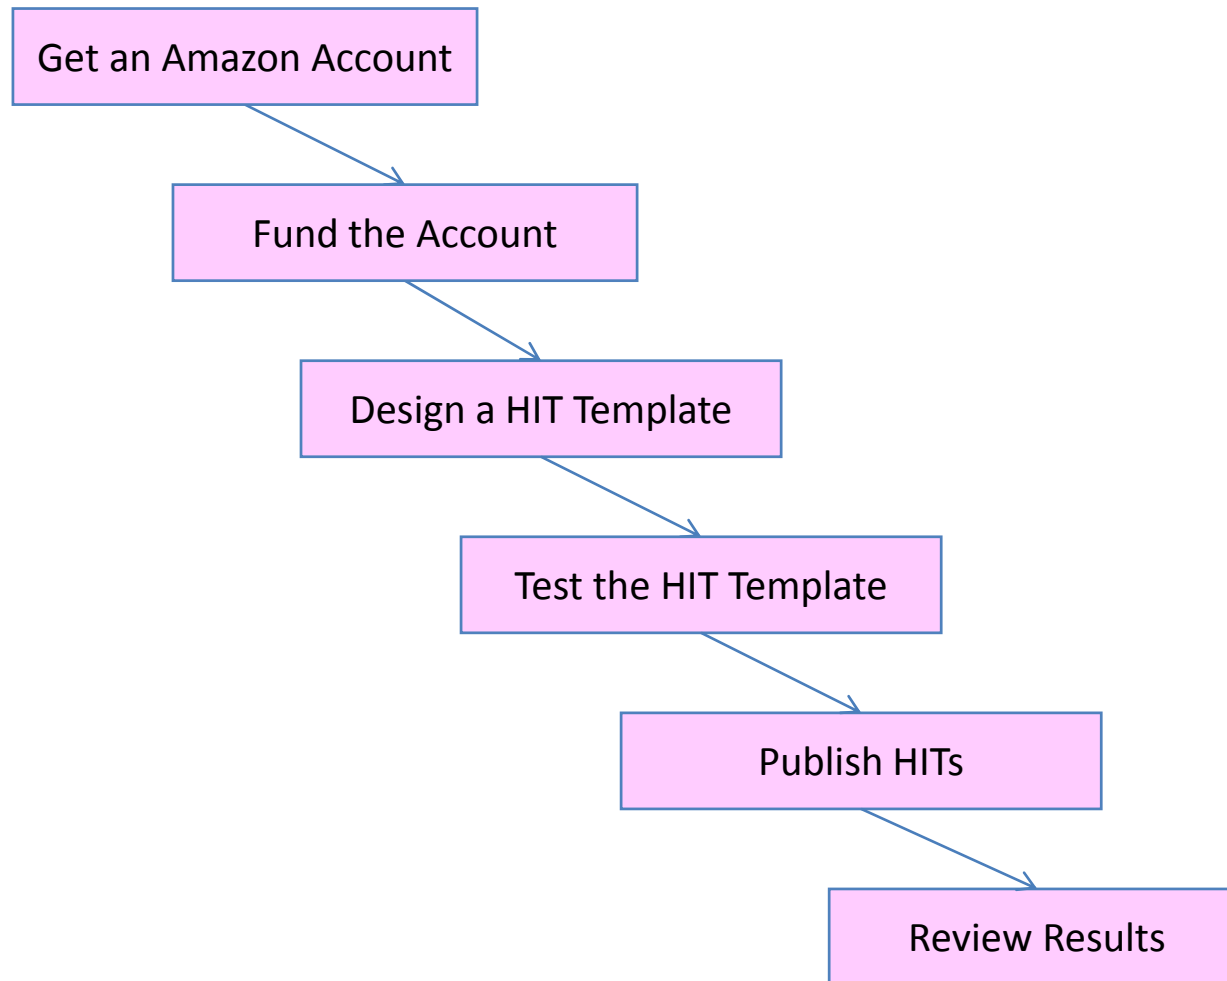 Get an Amazon Account
Fund the Account
Design a HIT Template
Test the HIT Template
Publish HITs
Review Results